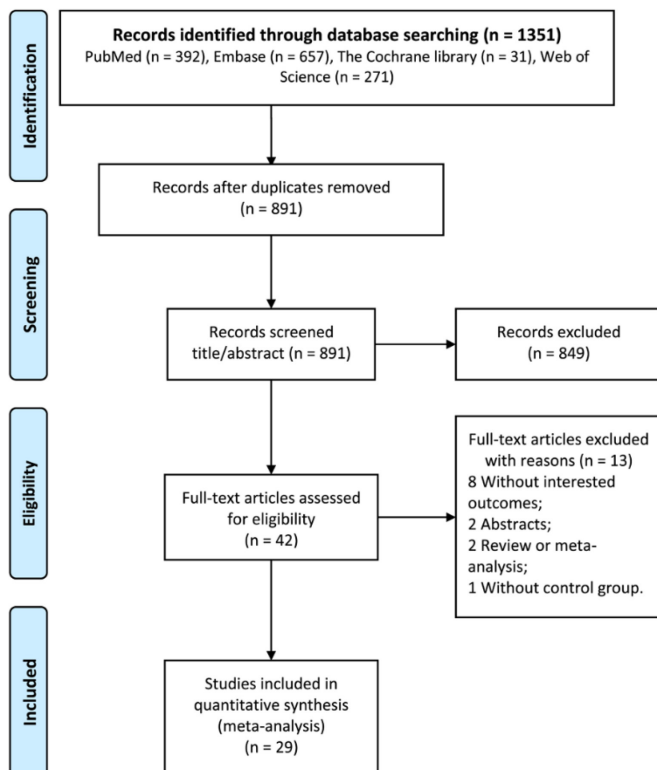 Identification
Records identified through database searching (n = 1351)
PubMed (n = 392), Embase (n = 657), The Cochrane library (n = 31), Web of
Science (n = 271)
Records after duplicates removed
(n = 891)
Screening
Records screened
title/abstract (n = 891)
Records excluded
(n = 849)
Eligibility
Full-text articles assessed
for eligibility
(n = 42)
Full-text articles excluded
with reasons (n = 13)
8 Without interested
outcomes;
2 Abstracts;
2 Review or meta-
analysis;
1 Without control group.
Included
Studies included in
quantitative synthesis
(meta-analysis)
(n = 29)